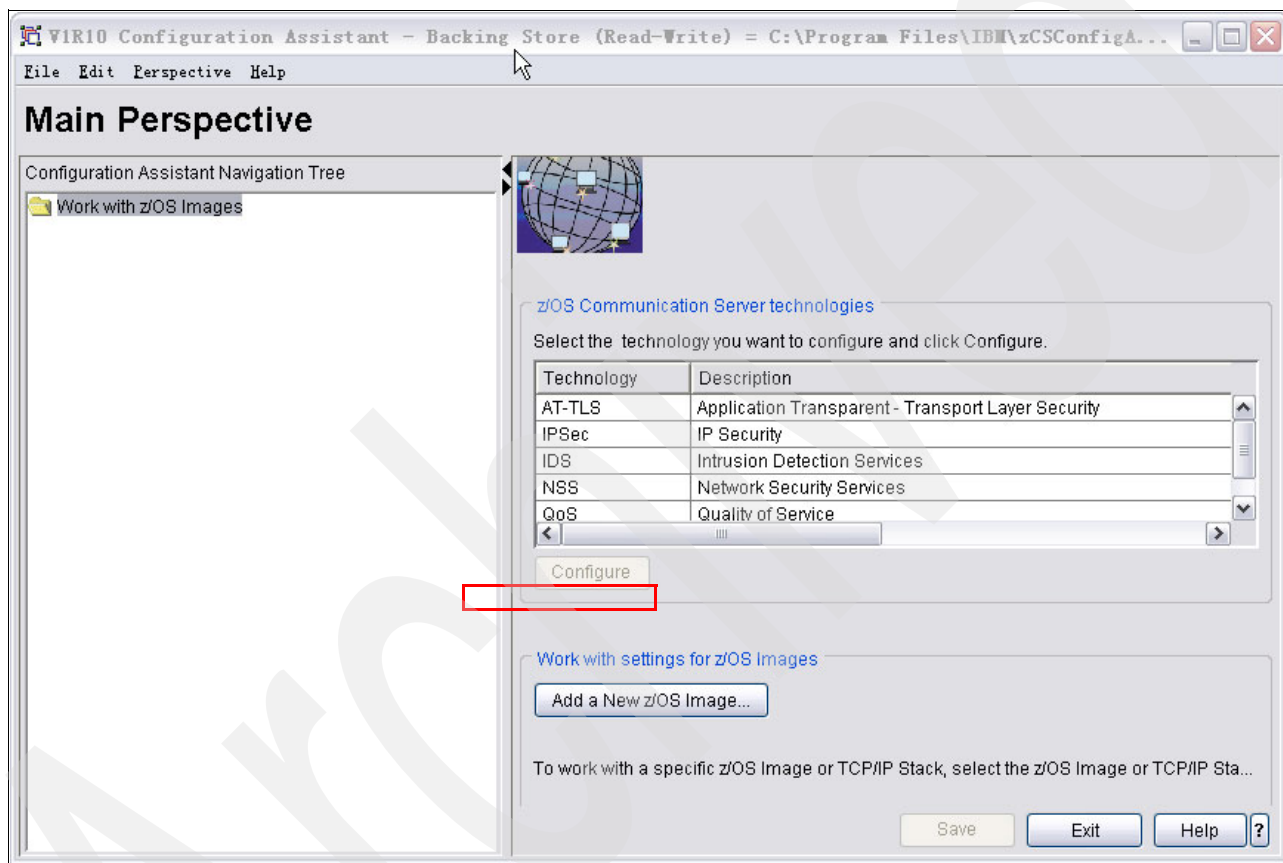 V1R10 Configuration Assistant - Backing Store (Read-Write) = C:\Program Files\IBM\zCSConfigA...
File Edit Perspective Help
Main Perspective
Configuration Assistant Navigation Tree
Work with z/OS Images
z/OS Communication Server technologies
Select the technology you want to configure and click Configure.
Technology Description
AT-TLS Application Transparent - Transport Layer Security
IPSec IP Security
IDS Intrusion Detection Services
NSS Network Security Services
QoS Quality of Service
Configure
Work with settings for z/OS Images
Add a New z/OS Image...
To work with a specific z/OS Image or TCP/IP Stack, select the z/OS Image or TCP/IP Sta...
Save Exit Help ?
Archived